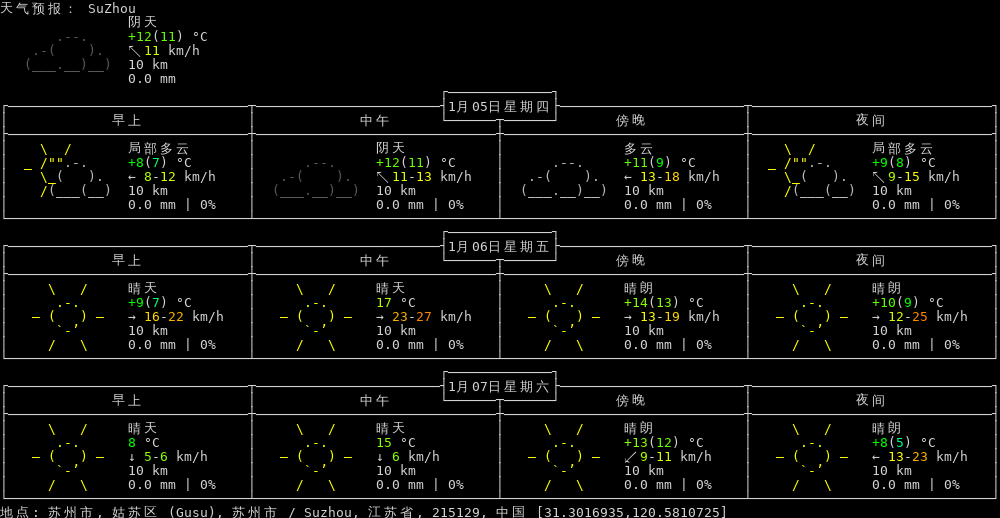 天气预报: SuZhou
阴天
+12(11) °C
↖ 11 km/h
10 km
0.0 mm
1月05日星期四
早上 中午 傍晚 夜间
局部多云 阴天 多云 局部多云
+8(7) °C +12(11) °C +11(9) °C +9(8) °C
← 8-12 km/h ↖ 11-13 km/h ← 13-18 km/h ↖ 9-15 km/h
10 km 10 km 10 km 10 km
0.0 mm | 0% 0.0 mm | 0% 0.0 mm | 0% 0.0 mm | 0%
1月06日星期五
早上 中午 傍晚 夜间
晴天 晴天 晴朗 晴朗
+9(7) °C 17 °C +14(13) °C +10(9) °C
→ 16-22 km/h → 23-27 km/h → 13-19 km/h → 12-25 km/h
10 km 10 km 10 km 10 km
0.0 mm | 0% 0.0 mm | 0% 0.0 mm | 0% 0.0 mm | 0%
1月07日星期六
早上 中午 傍晚 夜间
晴天 晴天 晴朗 晴朗
8 °C 15 °C +13(12) °C +8(5) °C
↓ 5-6 km/h ↓ 6 km/h ↙ 9-11 km/h ← 13-23 km/h
10 km 10 km 10 km 10 km
0.0 mm | 0% 0.0 mm | 0% 0.0 mm | 0% 0.0 mm | 0%
地点: 苏州市, 姑苏区 (Gusu), 苏州市 / Suzhou, 江苏省, 215129, 中国 [31.3016935,120.5810725]